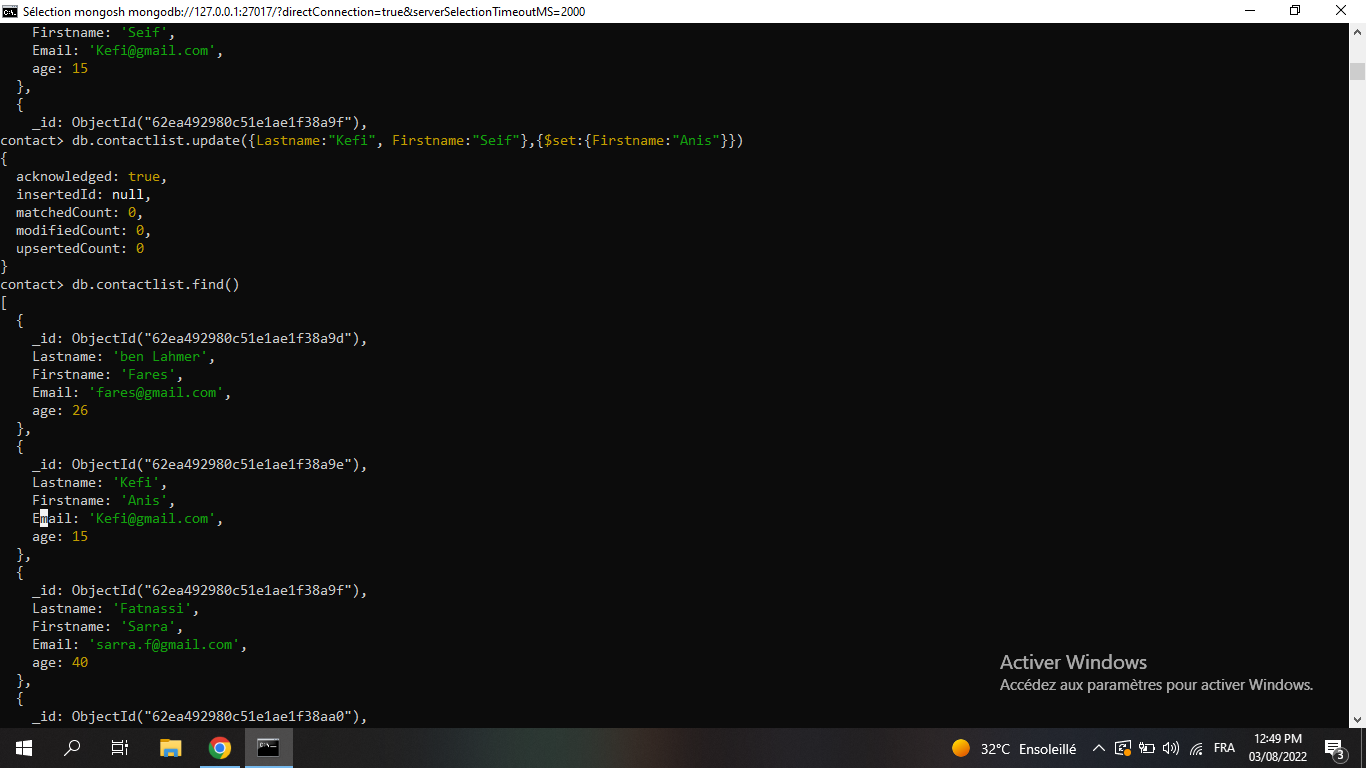 Sélection mongosh mongodb://127.0.0.1:27017/?directConnection=true&serverSelectionTimeoutMS=2000
    Firstname: 'Seif',
    Email: 'Kefi@gmail.com',
    age: 15
  },
  {
    _id: ObjectId("62ea492980c51e1ae1f38a9f"),
contact> db.contactlist.update({Lastname:"Kefi", Firstname:"Seif"},{$set:{Firstname:"Anis"}})
{
  acknowledged: true,
  insertedId: null,
  matchedCount: 0,
  modifiedCount: 0,
  upsertedCount: 0
}
contact> db.contactlist.find()
[
  {
    _id: ObjectId("62ea492980c51e1ae1f38a9d"),
    Lastname: 'ben Lahmer',
    Firstname: 'Fares',
    Email: 'fares@gmail.com',
    age: 26
  },
  {
    _id: ObjectId("62ea492980c51e1ae1f38a9e"),
    Lastname: 'Kefi',
    Firstname: 'Anis',
    Email: 'Kefi@gmail.com',
    age: 15
  },
  {
    _id: ObjectId("62ea492980c51e1ae1f38a9f"),
    Lastname: 'Fatnassi',
    Firstname: 'Sarra',
    Email: 'sarra.f@gmail.com',
    age: 40
  },
  {
    _id: ObjectId("62ea492980c51e1ae1f38aa0"),
Activer Windows
Accédez aux paramètres pour activer Windows.
32°C Ensoleillé
FRA
12:49 PM
03/08/2022
3